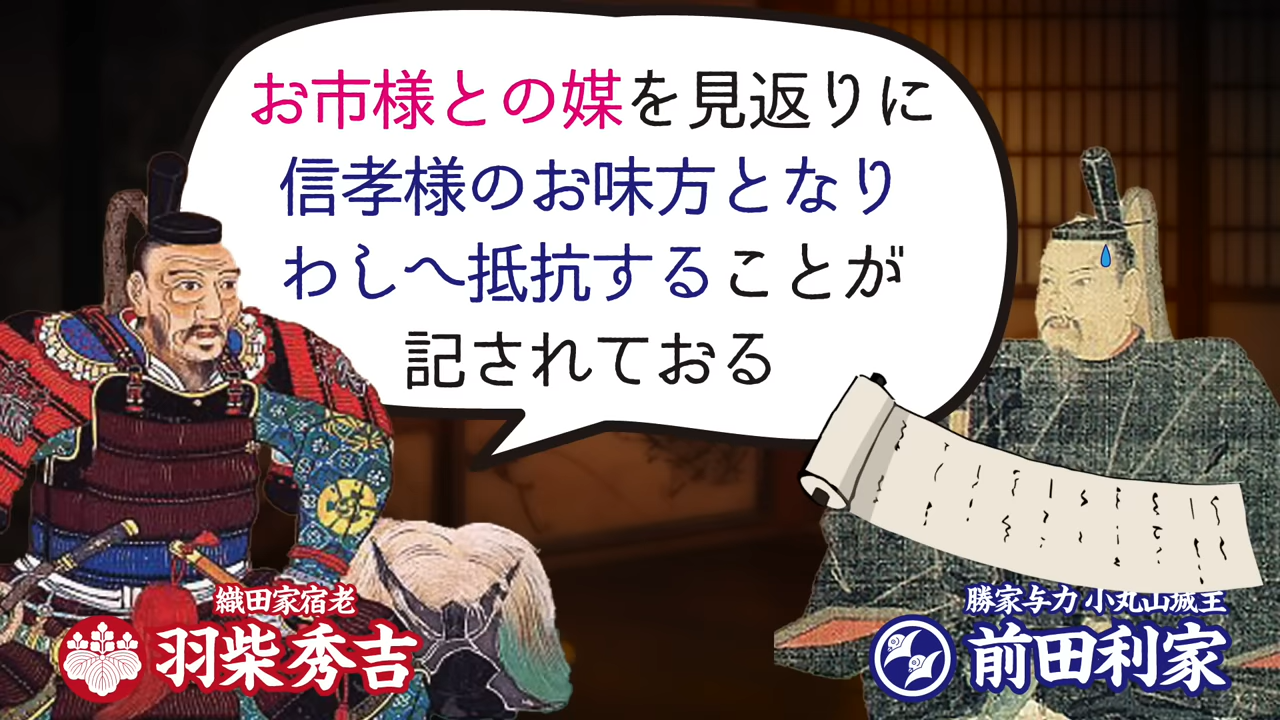 お市様との媒を見返りに
信孝様のお味方となり
わしへ抵抗することが
記されておる
織田家宿老
羽柴秀吉
勝家与力 小丸山城主
前田利家